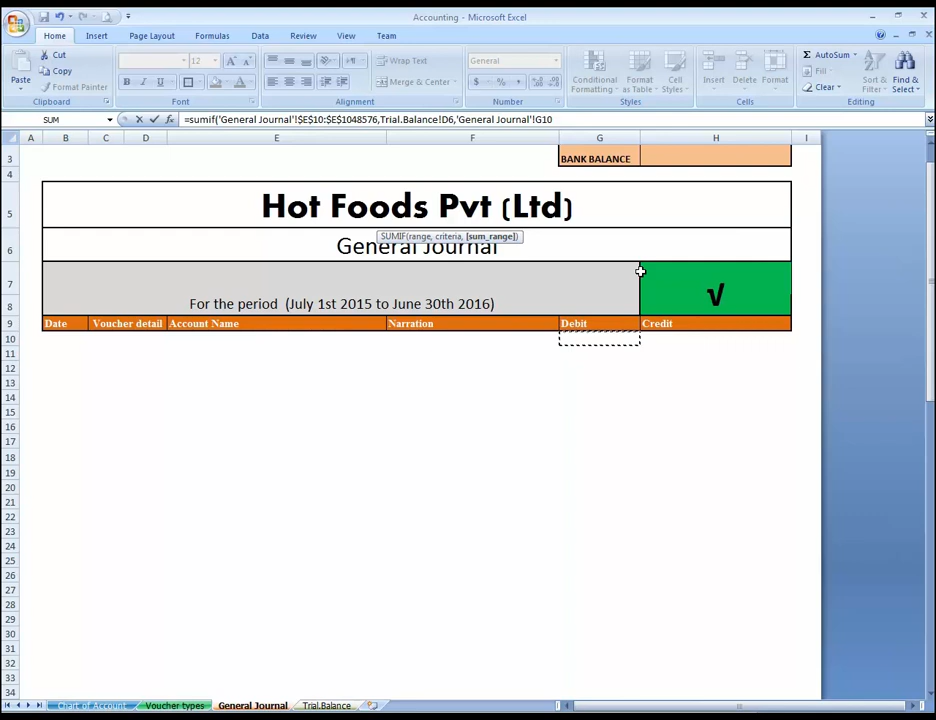 Accounting - Microsoft Excel
Home Insert Page Layout Formulas Data Review View Team
Paste
Cut
Copy
Format Painter
Clipboard
12 A A
B I U A
Font
Wrap Text
Merge & Center
Alignment
General
$ % ,
Number
Conditional Formatting
Format as Table
Cell Styles
Styles
Insert Delete Format
Cells
Σ AutoSum
Fill
Clear
Sort & Filter
Find & Select
Editing
SUM fx =sumif('General Journal'!$E$10:$E$1048576,Trial.Balance!D6,'General Journal'!G10
A B C D E F G H I
3 BANK BALANCE
4
5 Hot Foods Pvt (Ltd)
SUMIF(range, criteria, [sum_range])
6 General Journal
7 √
8 For the period (July 1st 2015 to June 30th 2016)
9 Date Voucher detail Account Name Narration Debit Credit
10
11
12
13
14
15
16
17
18
19
20
21
22
23
24
25
26
27
28
29
30
31
32
33
34
Chart of Account Voucher types General Journal Trial.Balance